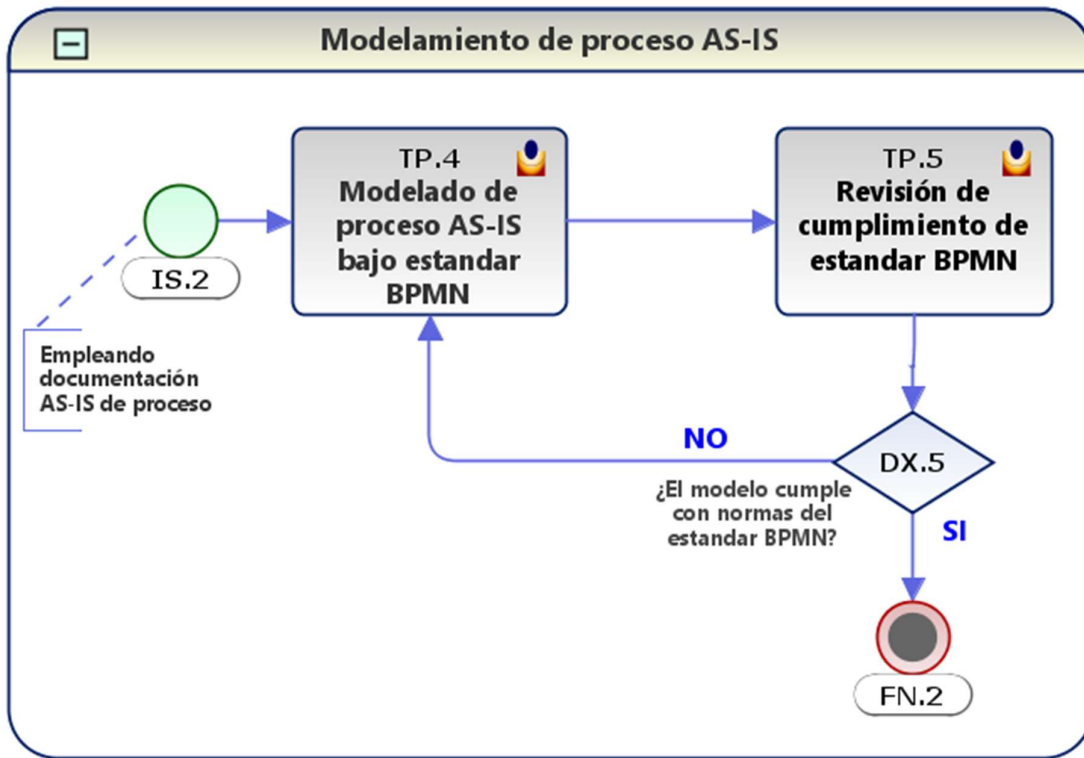 Modelamiento de proceso AS-IS
TP.4
Modelado de
proceso AS-IS
bajo estandar
BPMN
TP.5
Revisión de
cumplimiento de
estandar BPMN
IS.2
Empleando
documentación
AS-IS de proceso
NO
DX.5
¿El modelo cumple
con normas del
estandar BPMN?
SI
FN.2